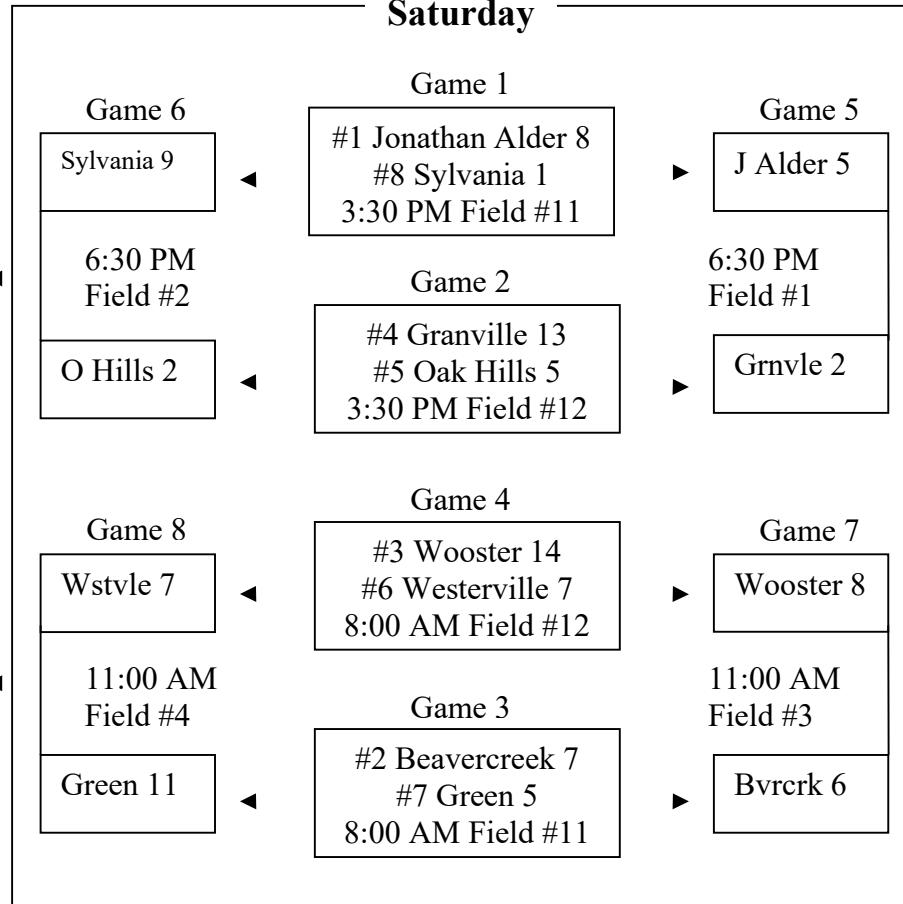 Saturday
Game 1
#1 Jonathan Alder 8
#8 Sylvania 1
3:30 PM Field #11
Game 6
Sylvania 9
6:30 PM
Field #2
O Hills 2
Game 5
J Alder 5
6:30 PM
Field #1
Grnvle 2
Game 2
#4 Granville 13
#5 Oak Hills 5
3:30 PM Field #12
Game 4
#3 Wooster 14
#6 Westerville 7
8:00 AM Field #12
Game 8
Wstvle 7
11:00 AM
Field #4
Green 11
Game 7
Wooster 8
11:00 AM
Field #3
Bvrcrk 6
Game 3
#2 Beavercreek 7
#7 Green 5
8:00 AM Field #11